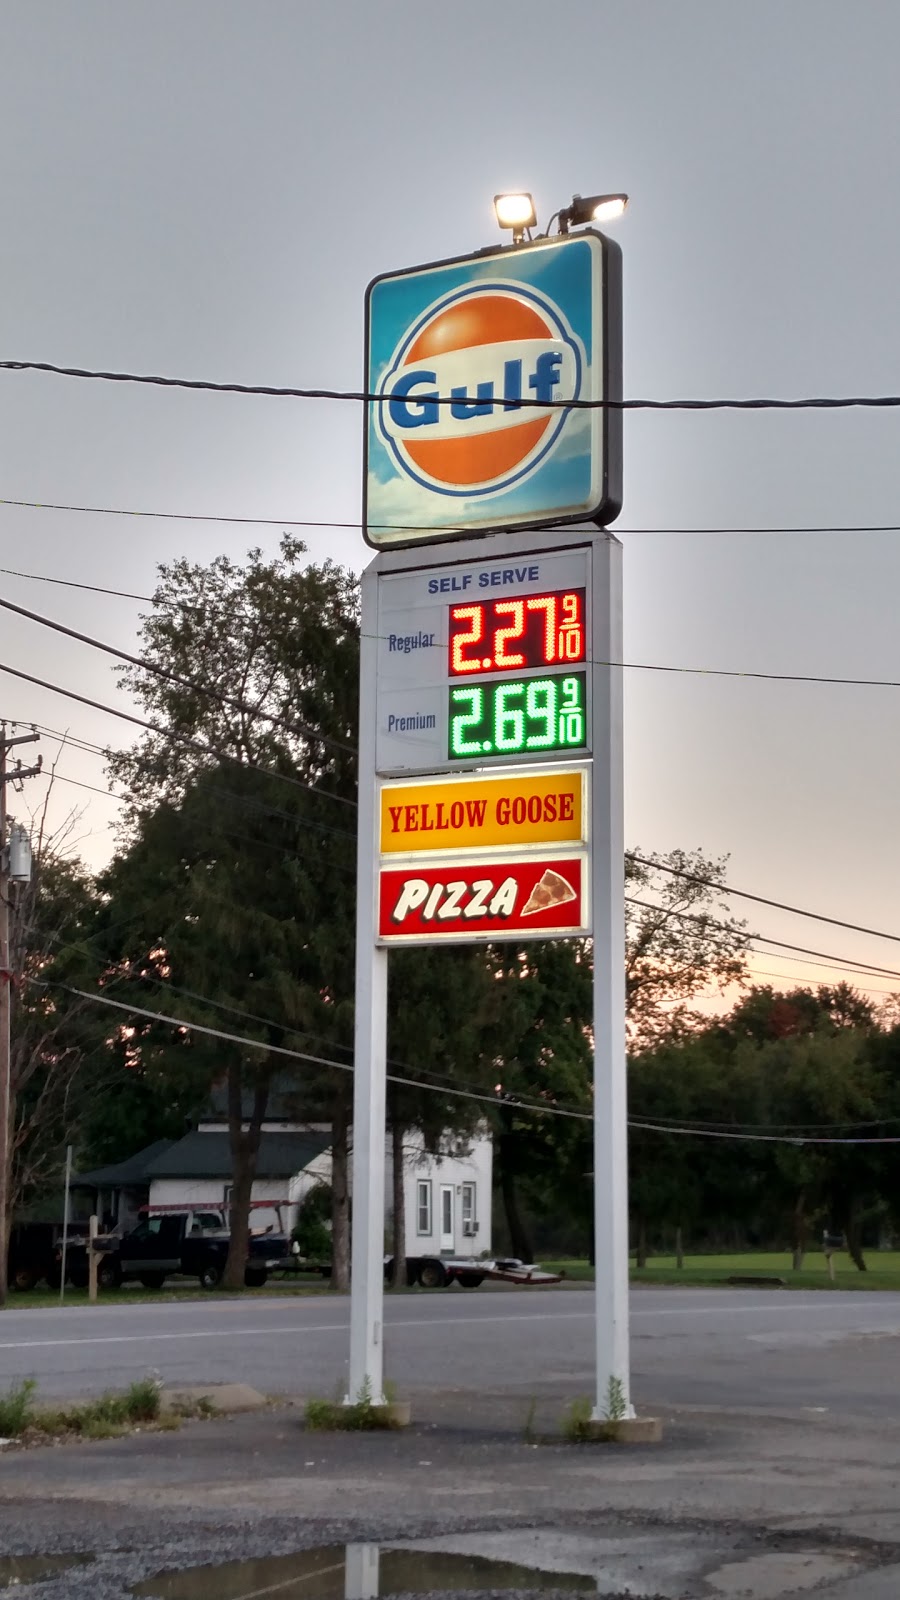 Gulf
SELF SERVE
Regular 2.27 9/10
Premium 2.69 9/10
YELLOW GOOSE
PIZZA